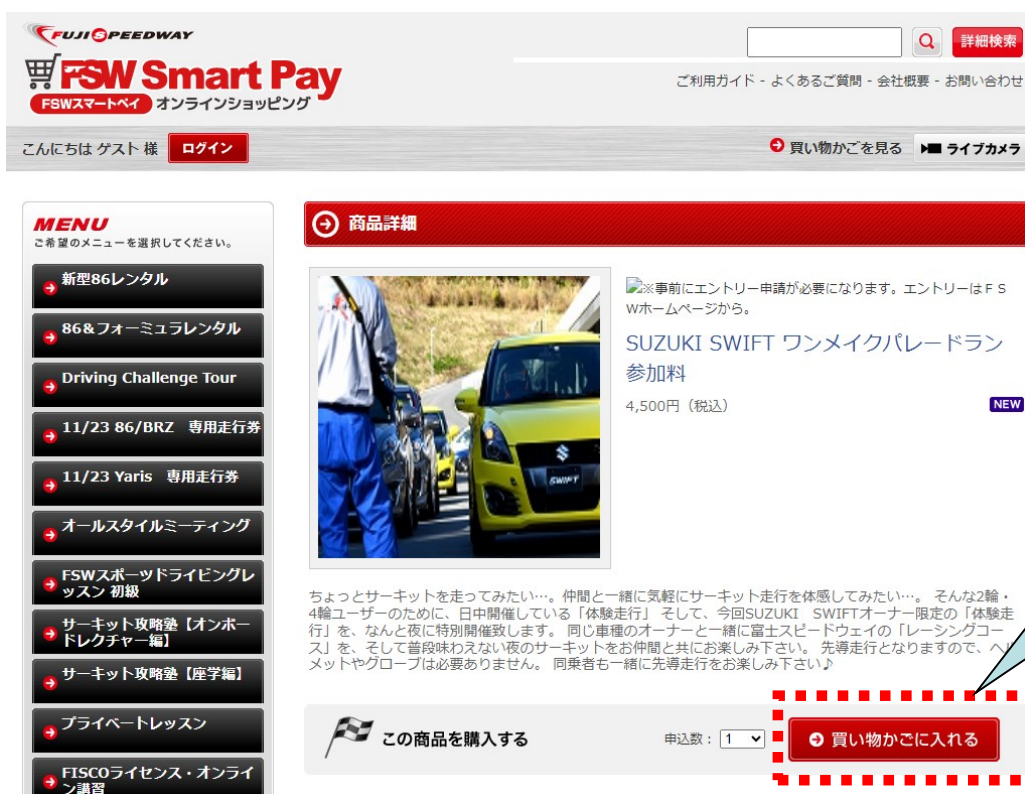 FUJI SPEEDWAY
詳細検索
FSW Smart Pay
FSWスマートペイ オンラインショッピング
ご利用ガイド - よくあるご質問 - 会社概要 - お問い合わせ
こんにちは ゲスト 様 ログイン
買い物かごを見る ライブカメラ
MENU
ご希望のメニューを選択してください。
新型86レンタル
86&フォーミュラレンタル
Driving Challenge Tour
11/23 86/BRZ 専用走行券
11/23 Yaris 専用走行券
オールスタイルミーティング
FSWスポーツドライビングレ
ッスン 初級
サーキット攻略塾【オンボー
ドレクチャー編】
サーキット攻略塾【座学編】
プライベートレッスン
FISCOライセンス・オンライ
ン講習
商品詳細
SWIFT
※事前にエントリー申請が必要になります。エントリーはＦＳ
Wホームページから。
SUZUKI SWIFT ワンメイクパレードラン
参加料
4,500円（税込）
NEW
ちょっとサーキットを走ってみたい…。仲間と一緒に気軽にサーキット走行を体感してみたい…。 そんな2輪・
4輪ユーザーのために、日中開催している「体験走行」 そして、今回SUZUKI SWIFTオーナー限定の「体験走
行」を、なんと夜に特別開催致します。 同じ車種のオーナーと一緒に富士スピードウェイの「レーシングコー
ス」を、そして普段味わえない夜のサーキットをお仲間と共にお楽しみ下さい。 先導走行となりますので、ヘル
メットやグローブは必要ありません。 同乗者も一緒に先導走行をお楽しみ下さい♪
この商品を購入する
申込数： 1
買い物かごに入れる